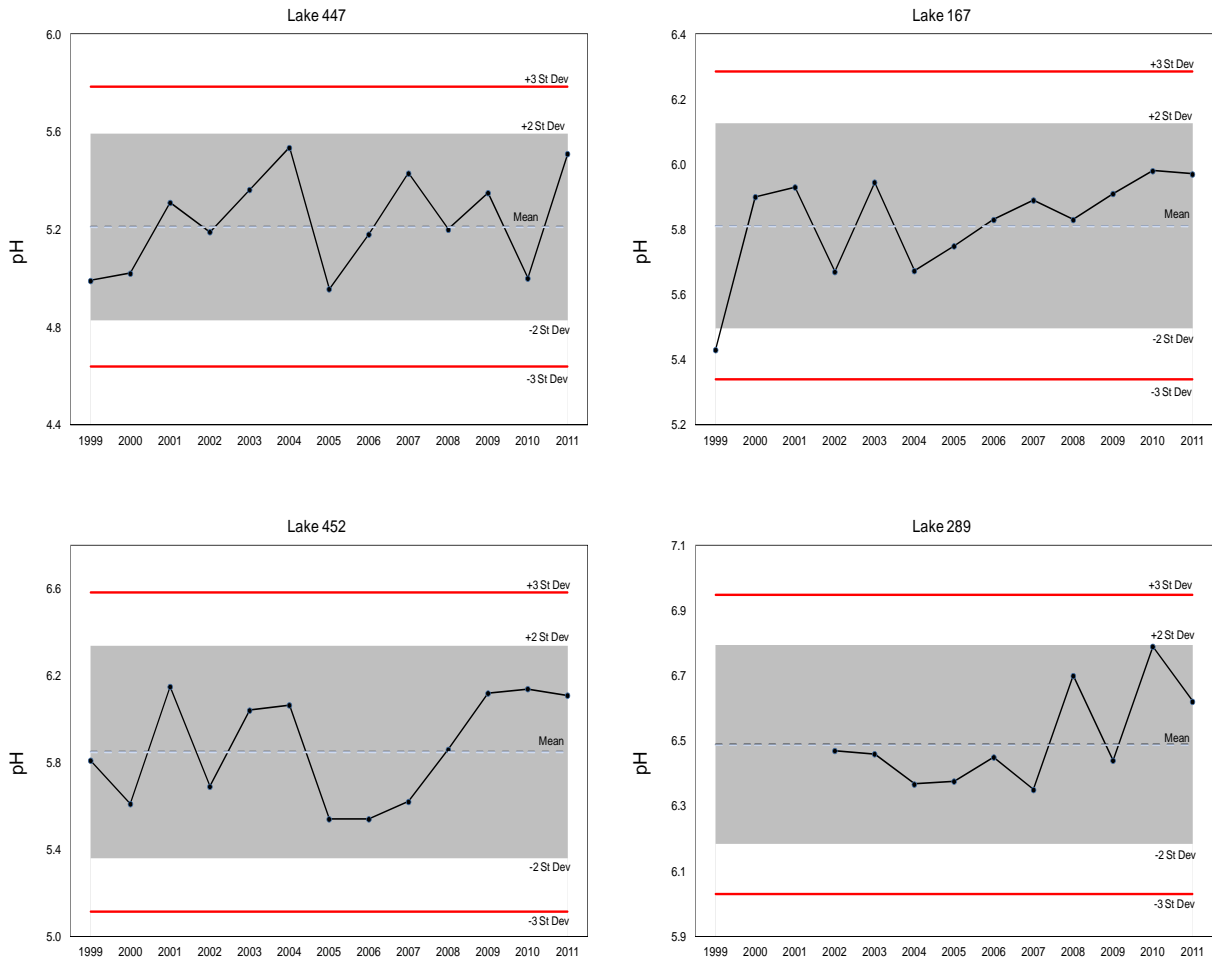 Lake 447
6.0
+3 St Dev
5.6
+2 St Dev
Mean
5.2
pH
4.8
-2 St Dev
-3 St Dev
4.4
1999 2000 2001 2002 2003 2004 2005 2006 2007 2008 2009 2010 2011
Lake 167
6.4
+3 St Dev
6.2
+2 St Dev
6.0
Mean
5.8
pH
5.6
-2 St Dev
5.4
-3 St Dev
5.2
1999 2000 2001 2002 2003 2004 2005 2006 2007 2008 2009 2010 2011
Lake 452
6.6
+3 St Dev
+2 St Dev
6.2
Mean
5.8
pH
5.4
-2 St Dev
-3 St Dev
5.0
1999 2000 2001 2002 2003 2004 2005 2006 2007 2008 2009 2010 2011
Lake 289
7.1
+3 St Dev
6.9
+2 St Dev
6.7
Mean
6.5
pH
6.3
-2 St Dev
6.1
-3 St Dev
5.9
1999 2000 2001 2002 2003 2004 2005 2006 2007 2008 2009 2010 2011